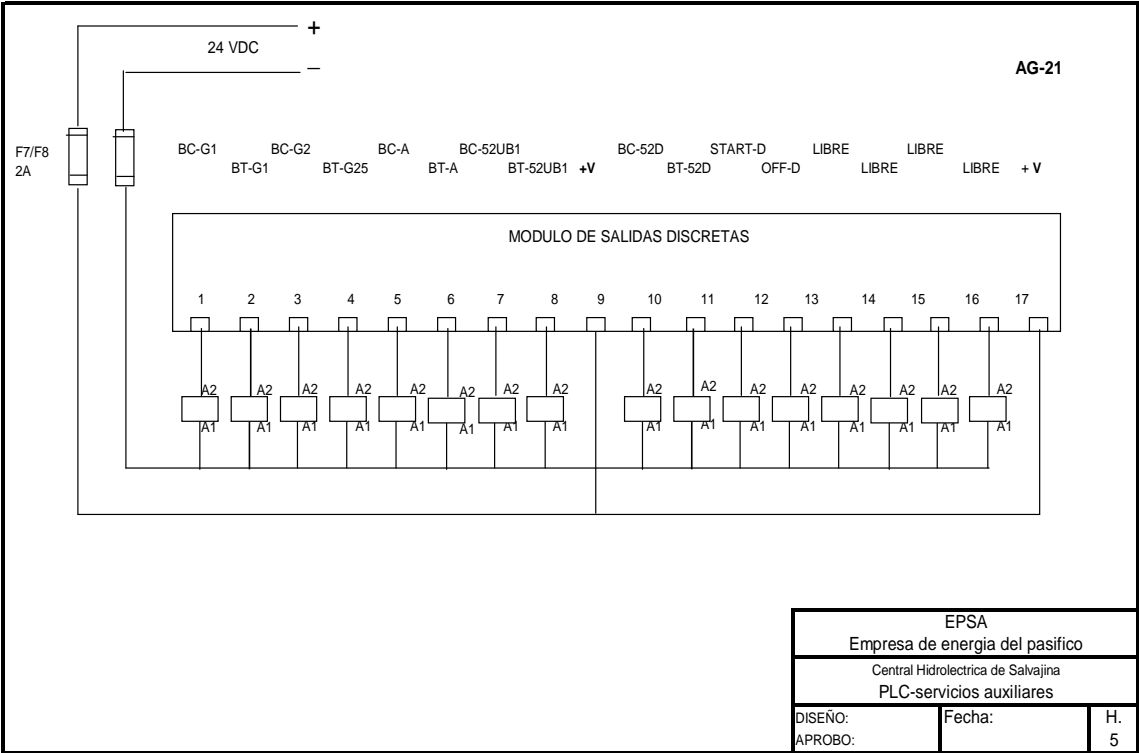 +
24 VDC
–
AG-21
F7/F8
2A
BC-G1 BC-G2 BC-A BC-52UB1 BC-52D START-D LIBRE LIBRE
BT-G1 BT-G25 BT-A BT-52UB1 +V BT-52D OFF-D LIBRE LIBRE + V
MODULO DE SALIDAS DISCRETAS
1 2 3 4 5 6 7 8 9 10 11 12 13 14 15 16 17
A2 A2 A2 A2 A2 A2 A2 A2 A2 A2 A2 A2 A2 A2 A2 A2
A1 A1 A1 A1 A1 A1 A1 A1 A1 A1 A1 A1 A1 A1 A1 A1
EPSA
Empresa de energia del pasifico
Central Hidrolectrica de Salvajina
PLC-servicios auxiliares
DISEÑO: Fecha: H.
APROBO: 5